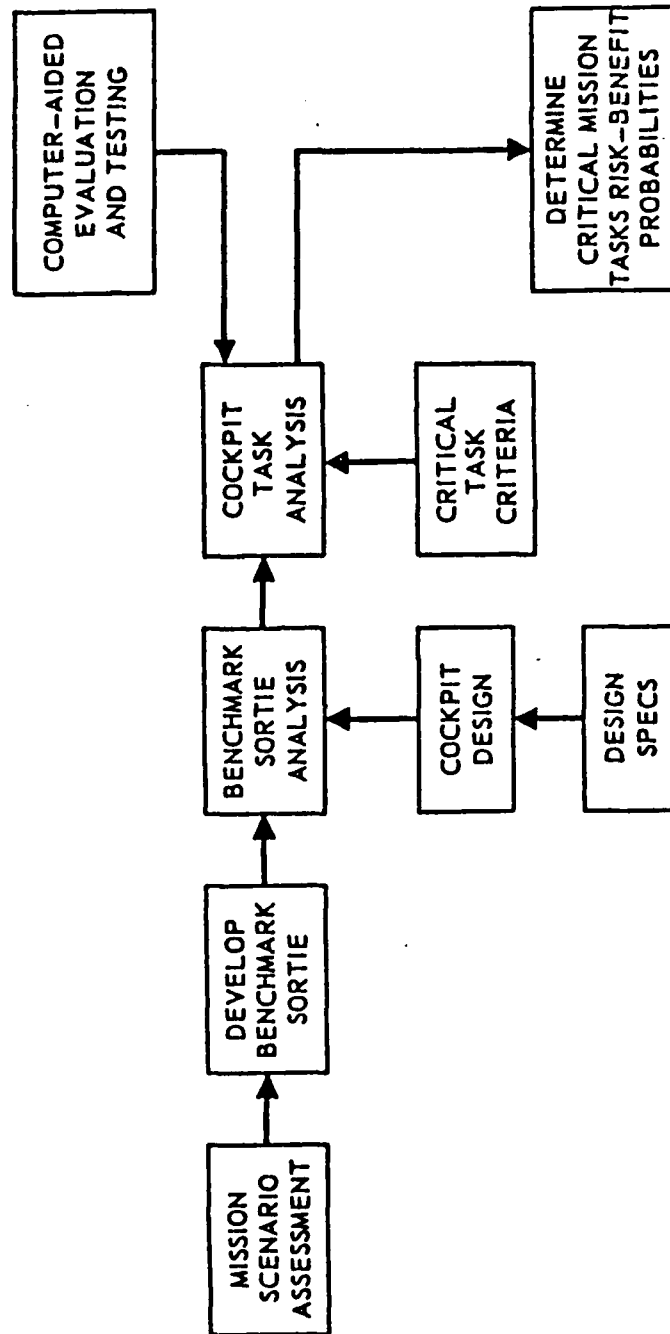 MISSION
SCENARIO
ASSESSMENT
DEVELOP
BENCHMARK
SORTIE
BENCHMARK
SORTIE
ANALYSIS
COCKPIT
DESIGN
DESIGN
SPECS
COCKPIT
TASK
ANALYSIS
CRITICAL
TASK
CRITERIA
COMPUTER-AIDED
EVALUATION
AND TESTING
DETERMINE
CRITICAL MISSION
TASKS RISK-BENEFIT
PROBABILITIES